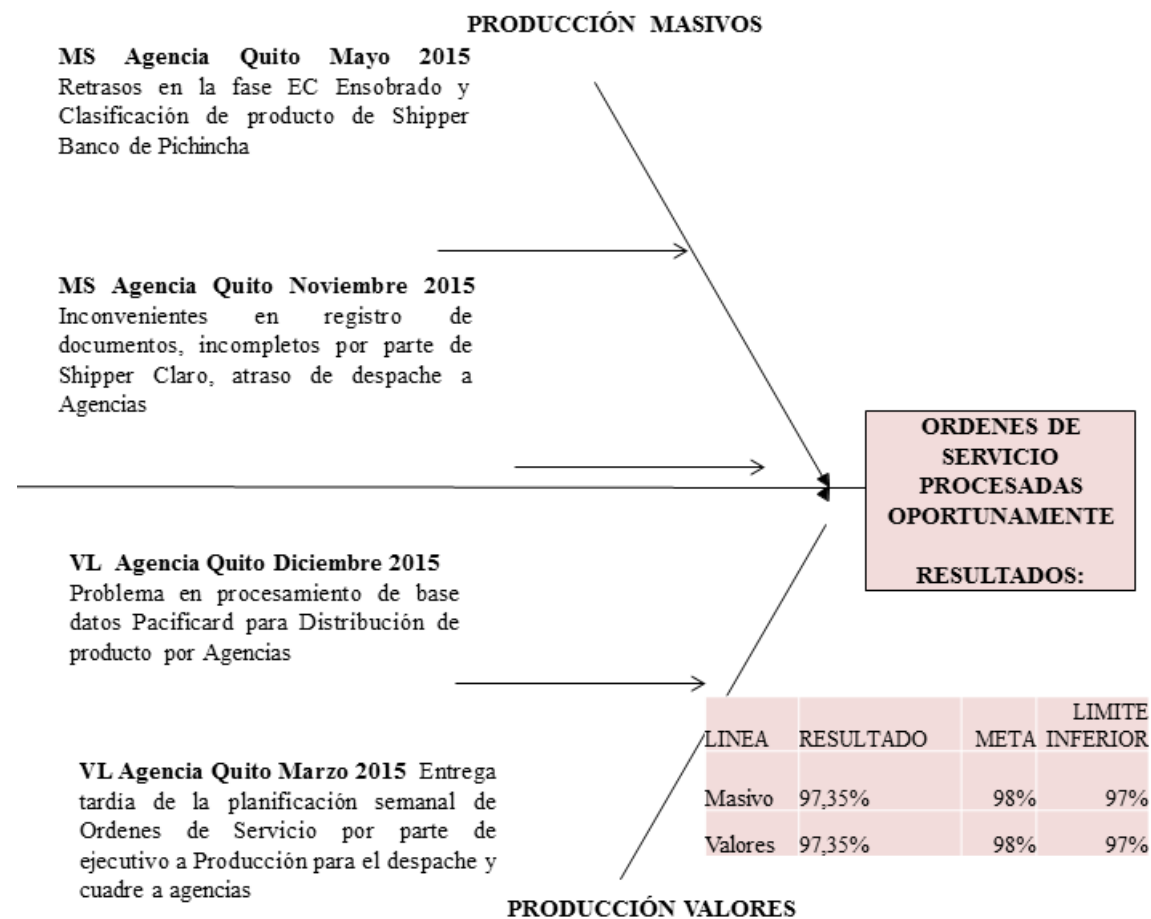 PRODUCCIÓN MASIVOS
MS Agencia Quito Mayo 2015
Retrasos en la fase EC Ensobrado y
Clasificación de producto de Shipper
Banco de Pichincha
MS Agencia Quito Noviembre 2015
Inconvenientes en registro de
documentos, incompletos por parte de
Shipper Claro, atraso de despache a
Agencias
ORDENES DE
SERVICIO
PROCESADAS
OPORTUNAMENTE
RESULTADOS:
VL Agencia Quito Diciembre 2015
Problema en procesamiento de base
datos Pacificard para Distribución de
producto por Agencias
VL Agencia Quito Marzo 2015 Entrega
tardia de la planificación semanal de
Ordenes de Servicio por parte de
ejecutivo a Producción para el despache y
cuadre a agencias
LIMITE
LINEA RESULTADO META INFERIOR
Masivo 97,35% 98% 97%
Valores 97,35% 98% 97%
PRODUCCIÓN VALORES